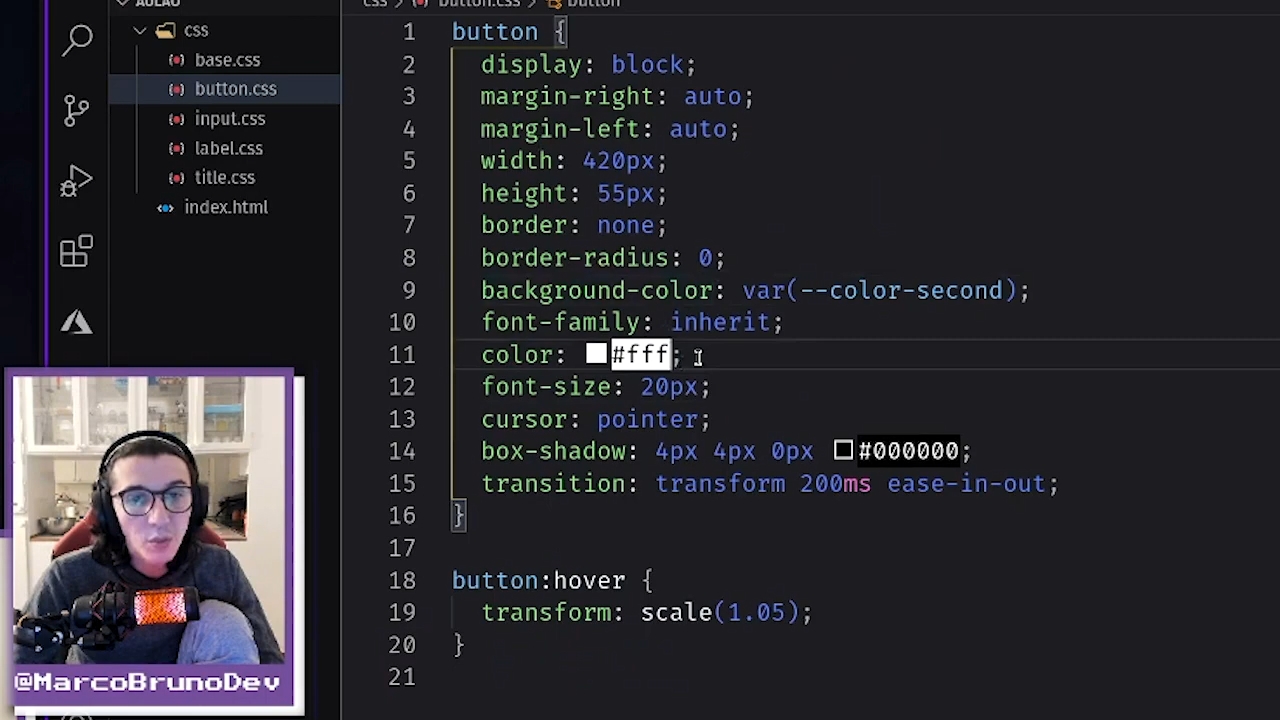 AULÃO
css
base.css
button.css
input.css
label.css
title.css
index.html
css > button.css > button
1 button {
2 display: block;
3 margin-right: auto;
4 margin-left: auto;
5 width: 420px;
6 height: 55px;
7 border: none;
8 border-radius: 0;
9 background-color: var(--color-second);
10 font-family: inherit;
11 color: #fff;
12 font-size: 20px;
13 cursor: pointer;
14 box-shadow: 4px 4px 0px #000000;
15 transition: transform 200ms ease-in-out;
16 }
17
18 button:hover {
19 transform: scale(1.05);
20 }
21
@MarcoBrunoDev